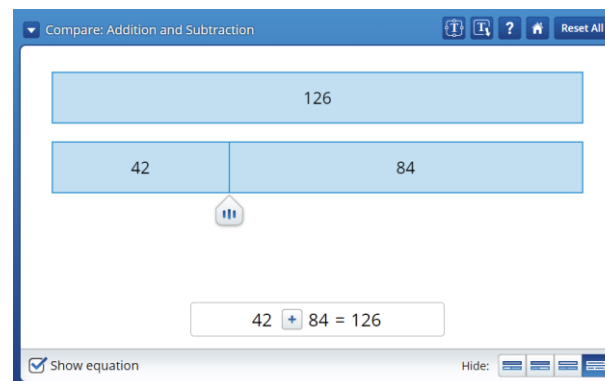 Compare: Addition and Subtraction T T ? Reset All
126
42 84
42 + 84 = 126
Show equation Hide: